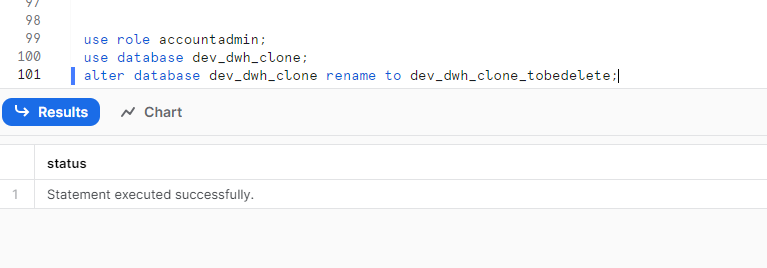 97
98
99 use role accountadmin;
100 use database dev_dwh_clone;
101 alter database dev_dwh_clone rename to dev_dwh_clone_tobedelete;
Results Chart
status
1 Statement executed successfully.